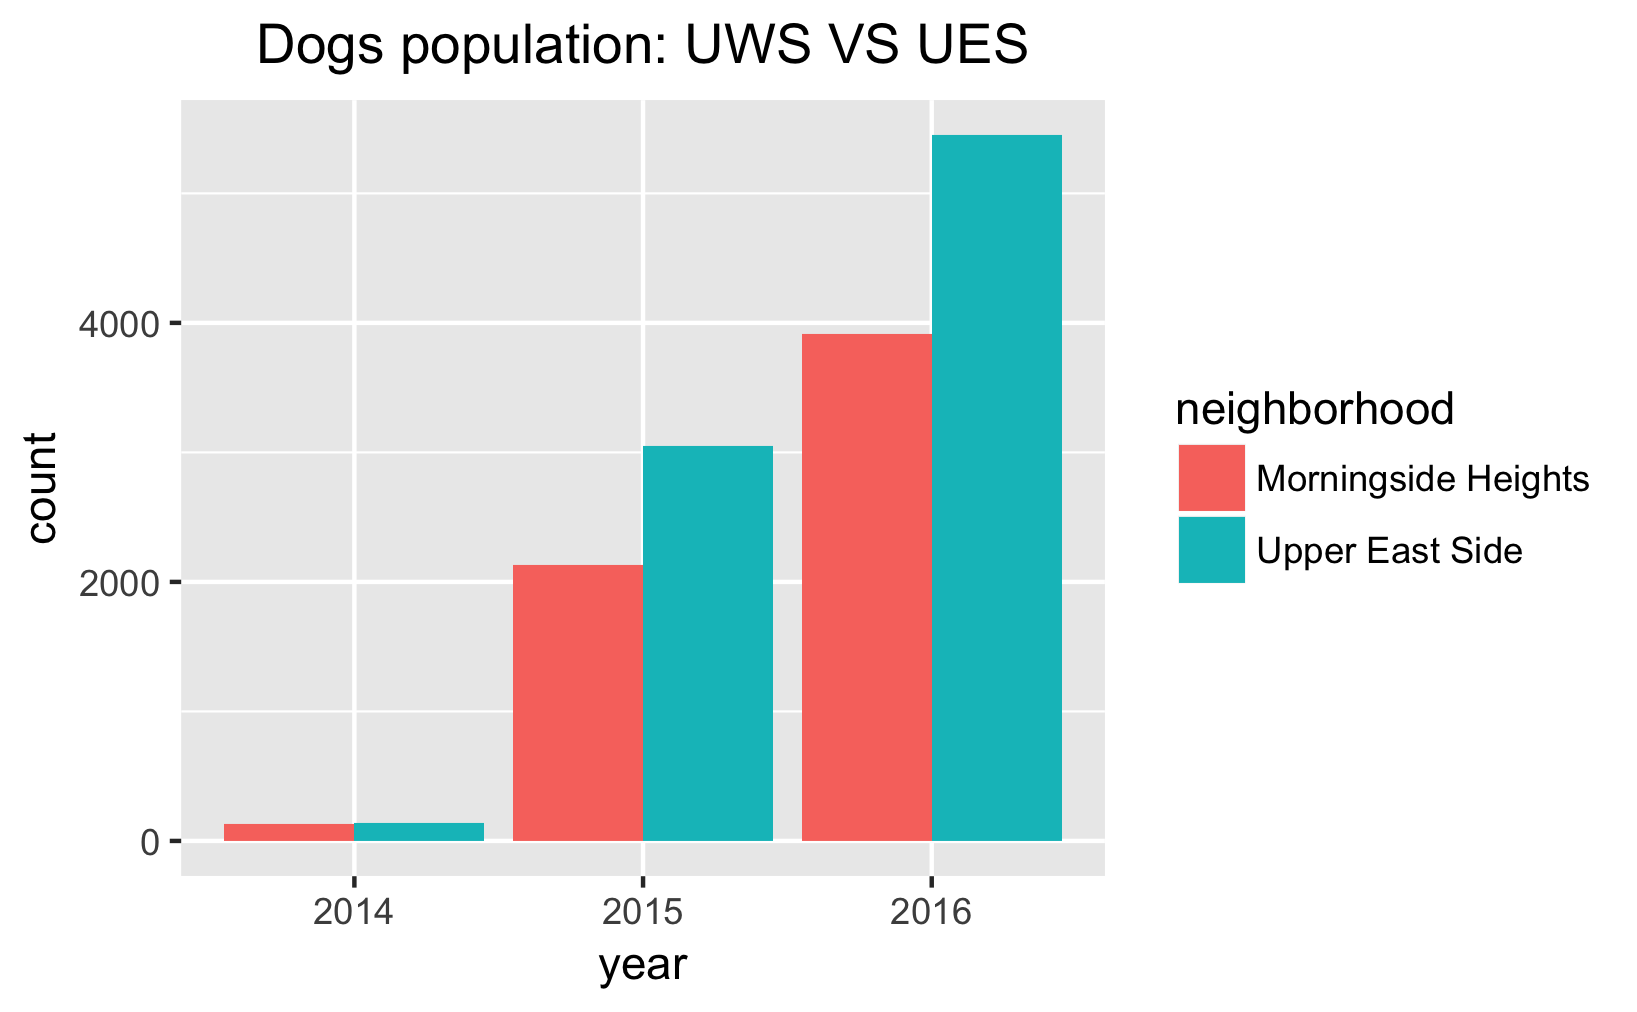 Dogs population: UWS VS UES
count
4000
2000
0
2014 2015 2016
year
neighborhood
Morningside Heights
Upper East Side